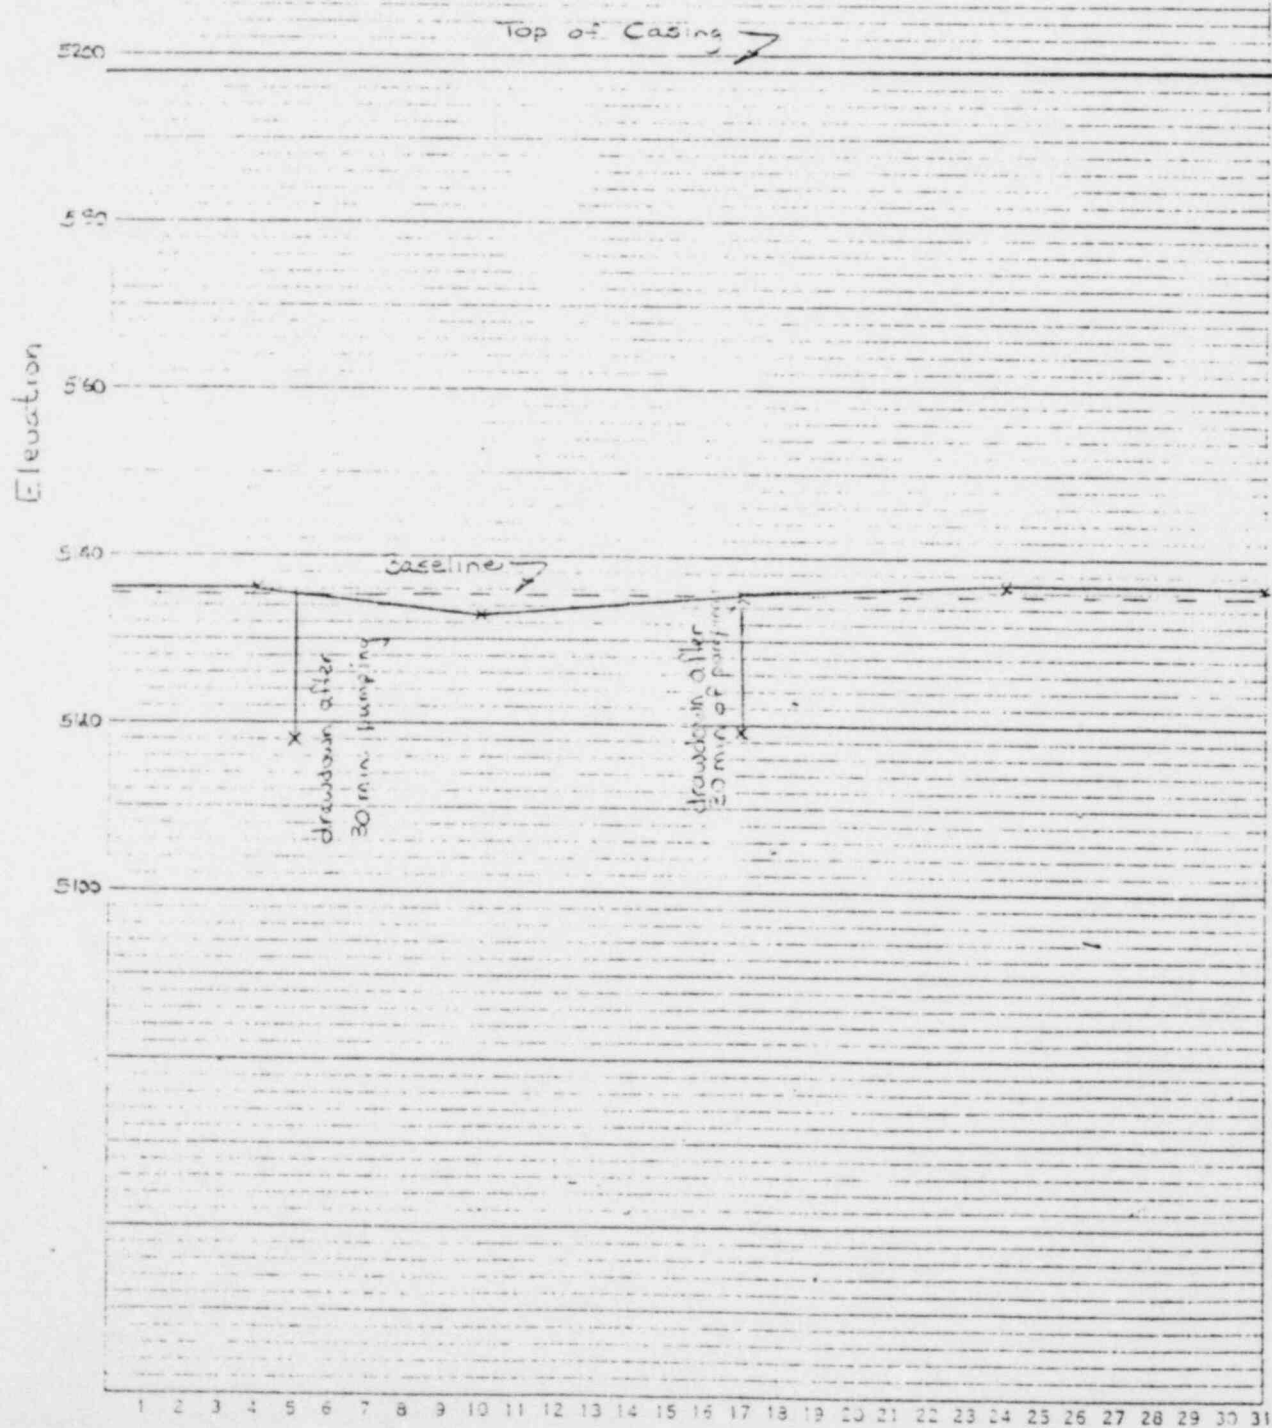 Top of Casing
5200
5180
5160
Elevation
5140
baseline
drawdown after
30 min pumping
drawdown after
30 min of pumping
5120
5100
1 2 3 4 5 6 7 8 9 10 11 12 13 14 15 16 17 18 19 20 21 22 23 24 25 26 27 28 29 30 31